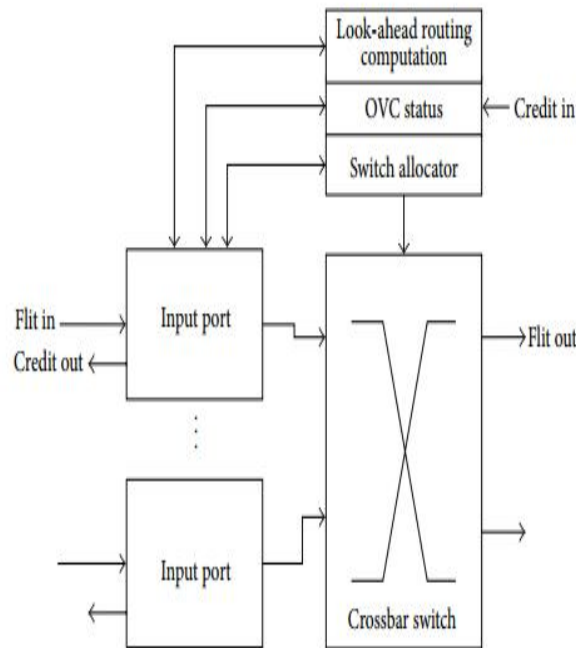 Look-ahead routing
computation
OVC status
Credit in
Switch allocator
Flit in
Input port
Credit out
Flit out
Input port
Crossbar switch